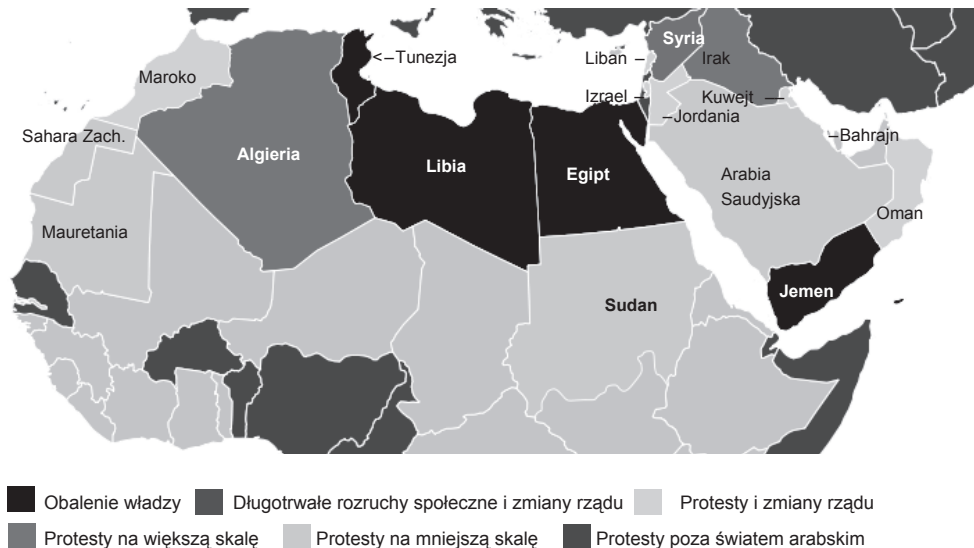 Syria
<–Tunezja
Liban –
Irak
Maroko
Izrael –
Kuwejt –
–Jordania
Sahara Zach.
–Bahrajn
Algieria
Libia
Egipt
Arabia
Saudyjska
Mauretania
Oman
Sudan
Jemen
Obalenie władzy
Długotrwałe rozruchy społeczne i zmiany rządu
Protesty i zmiany rządu
Protesty na większą skalę
Protesty na mniejszą skalę
Protesty poza światem arabskim